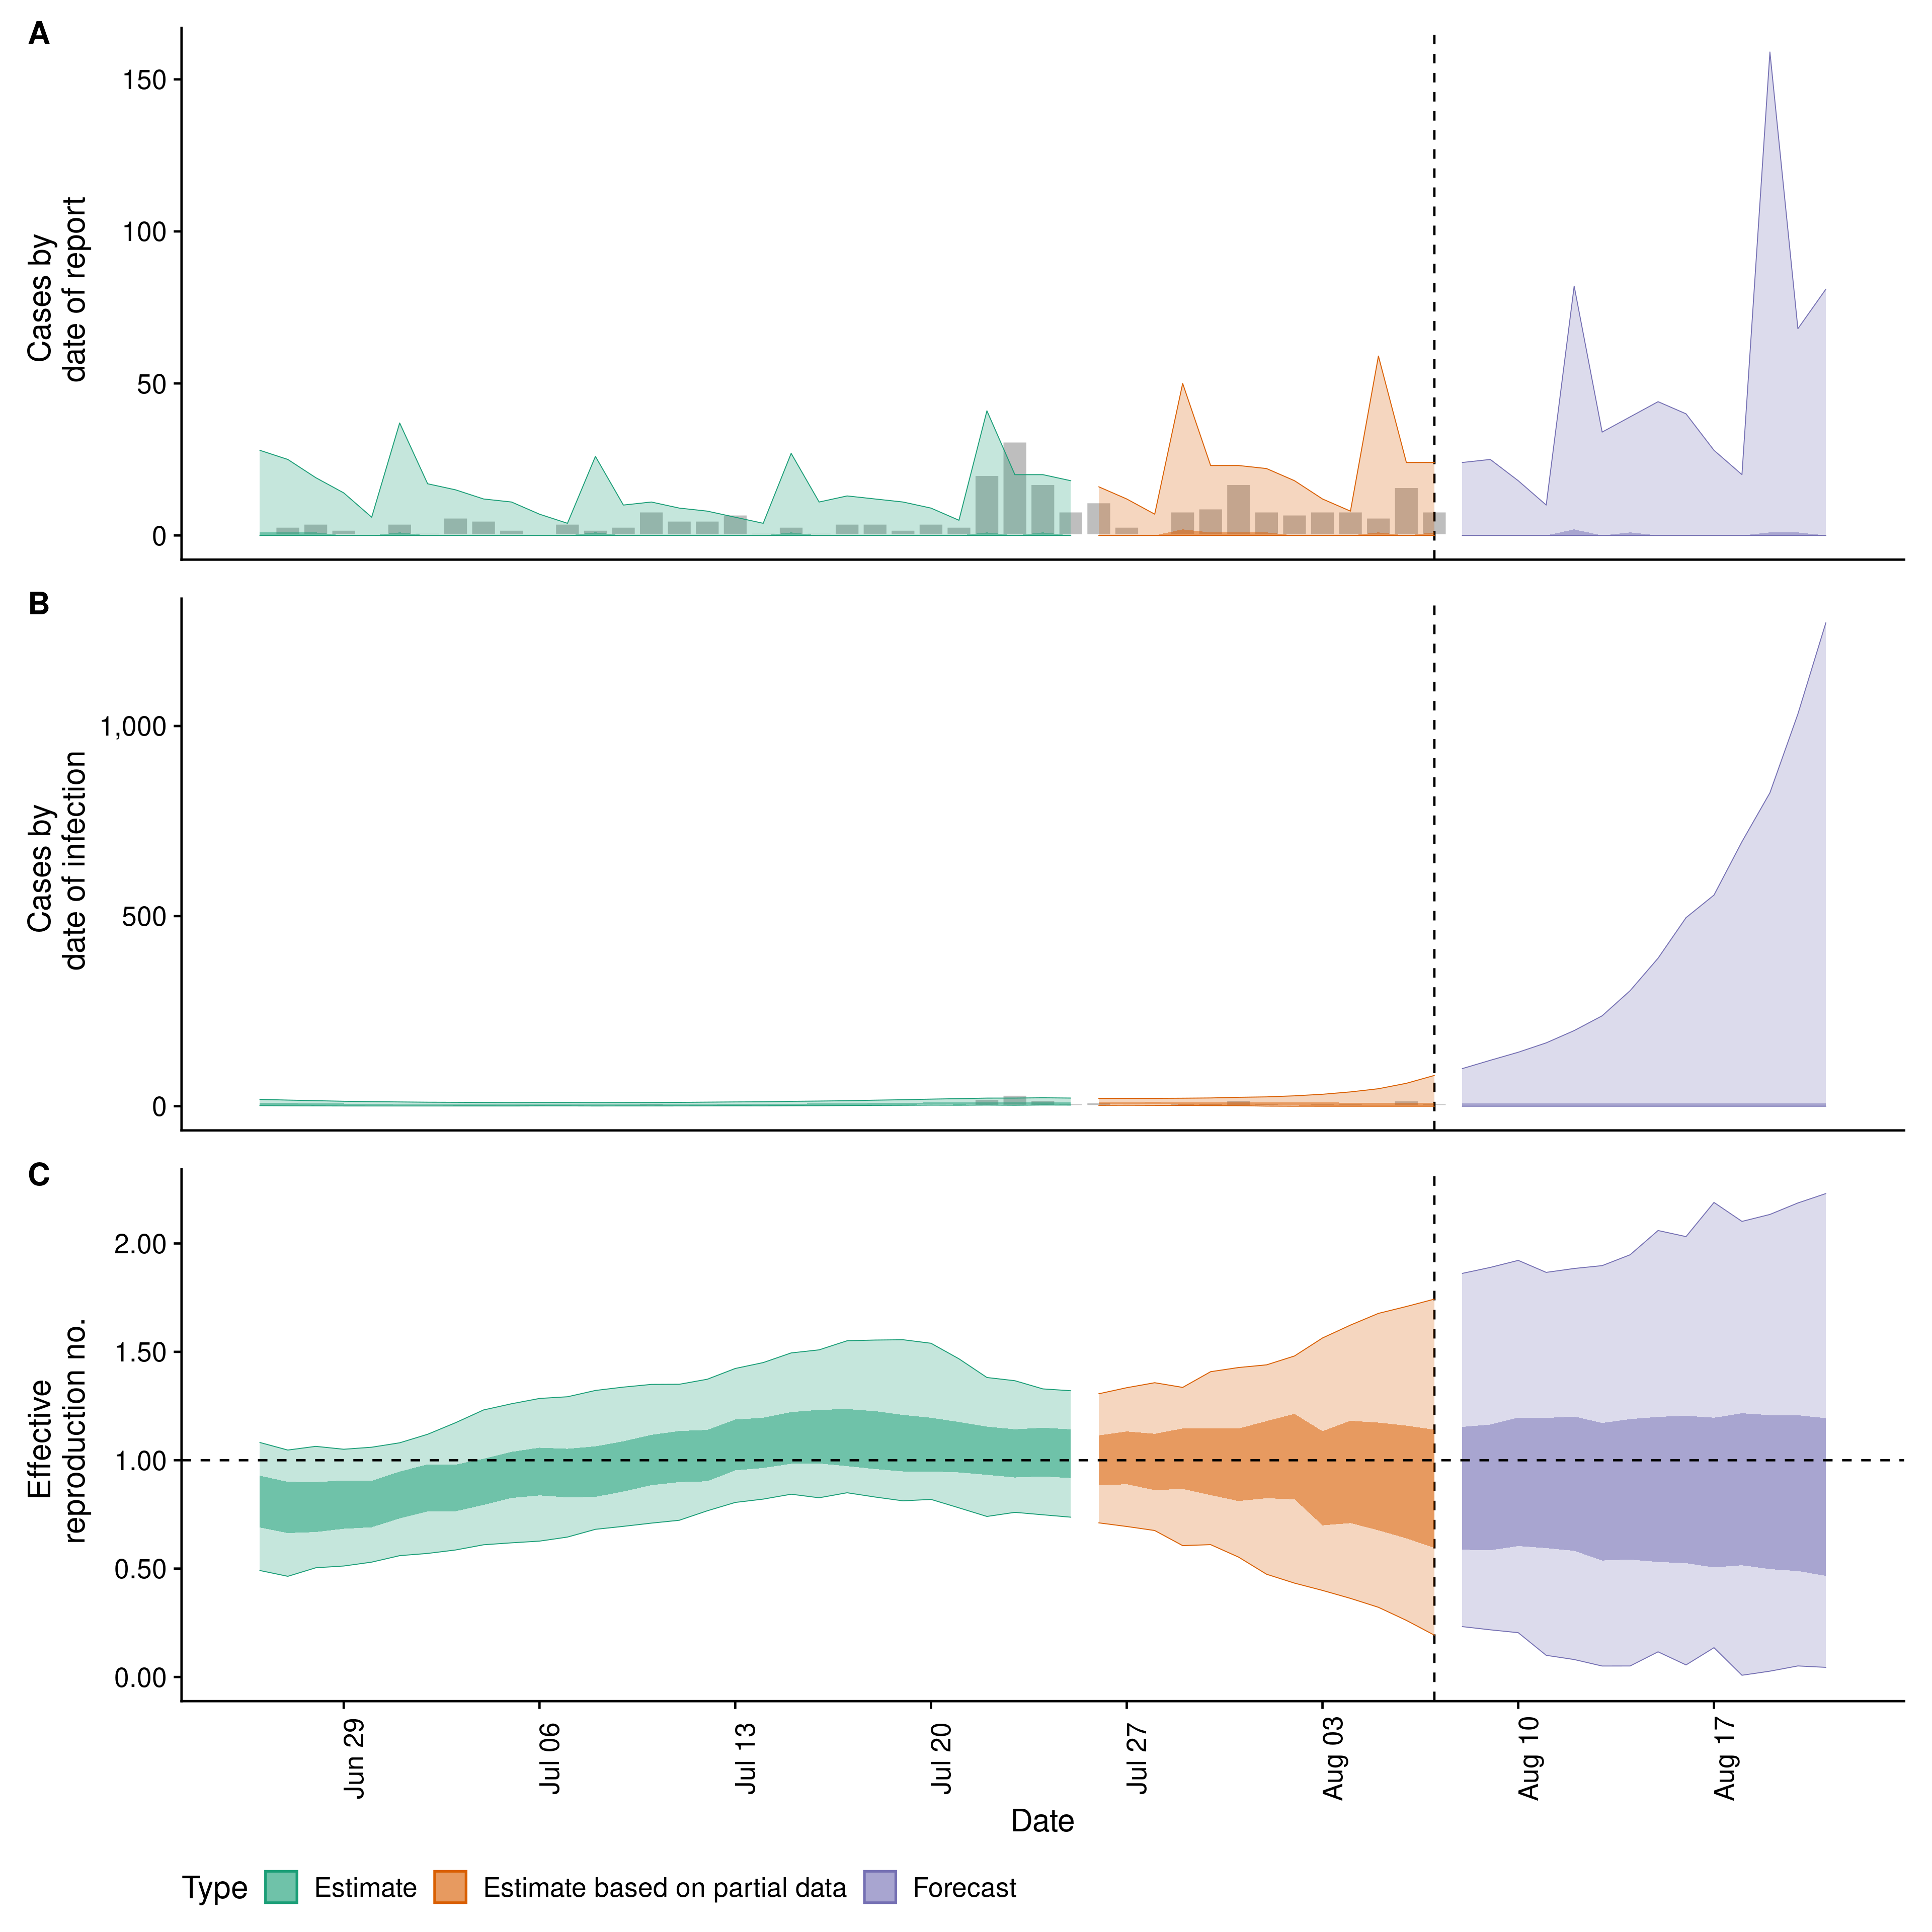 A
150
100
50
0
Cases by
date of report
B
1,000
500
0
Cases by
date of infection
C
2.00
1.50
1.00
0.50
0.00
Effective
reproduction no.
Jun 29
Jul 06
Jul 13
Jul 20
Jul 27
Aug 03
Aug 10
Aug 17
Date
Type Estimate Estimate based on partial data Forecast